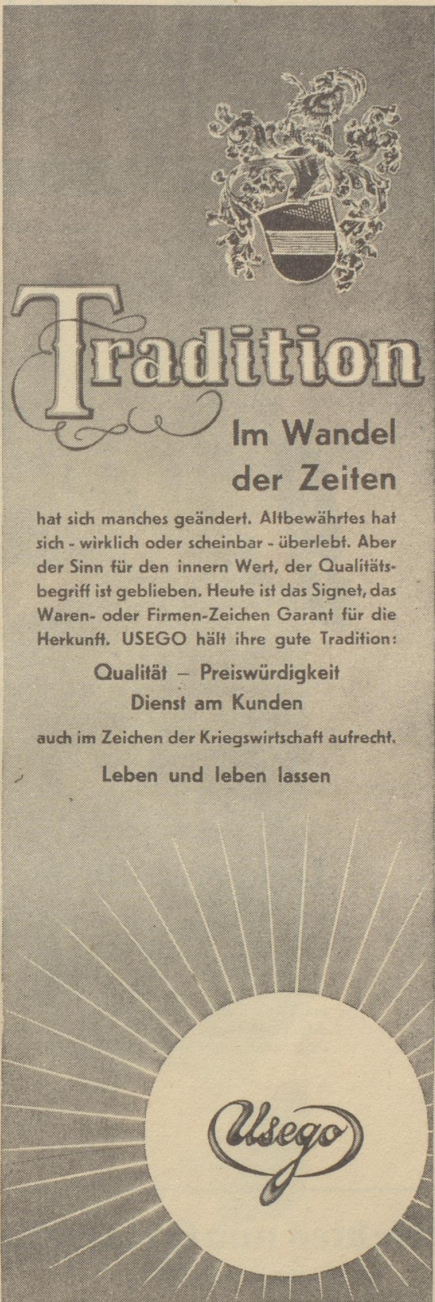 Tradition
Im Wandel
der Zeiten
hat sich manches geändert. Altbewährtes hat
sich - wirklich oder scheinbar - überlebt. Aber
der Sinn für den innern Wert, der Qualitäts-
begriff ist geblieben. Heute ist das Signet, das
Waren- oder Firmen-Zeichen Garant für die
Herkunft. USEGO hält ihre gute Tradition:
Qualität – Preiswürdigkeit
Dienst am Kunden
auch im Zeichen der Kriegswirtschaft aufrecht.
Leben und leben lassen
Usego